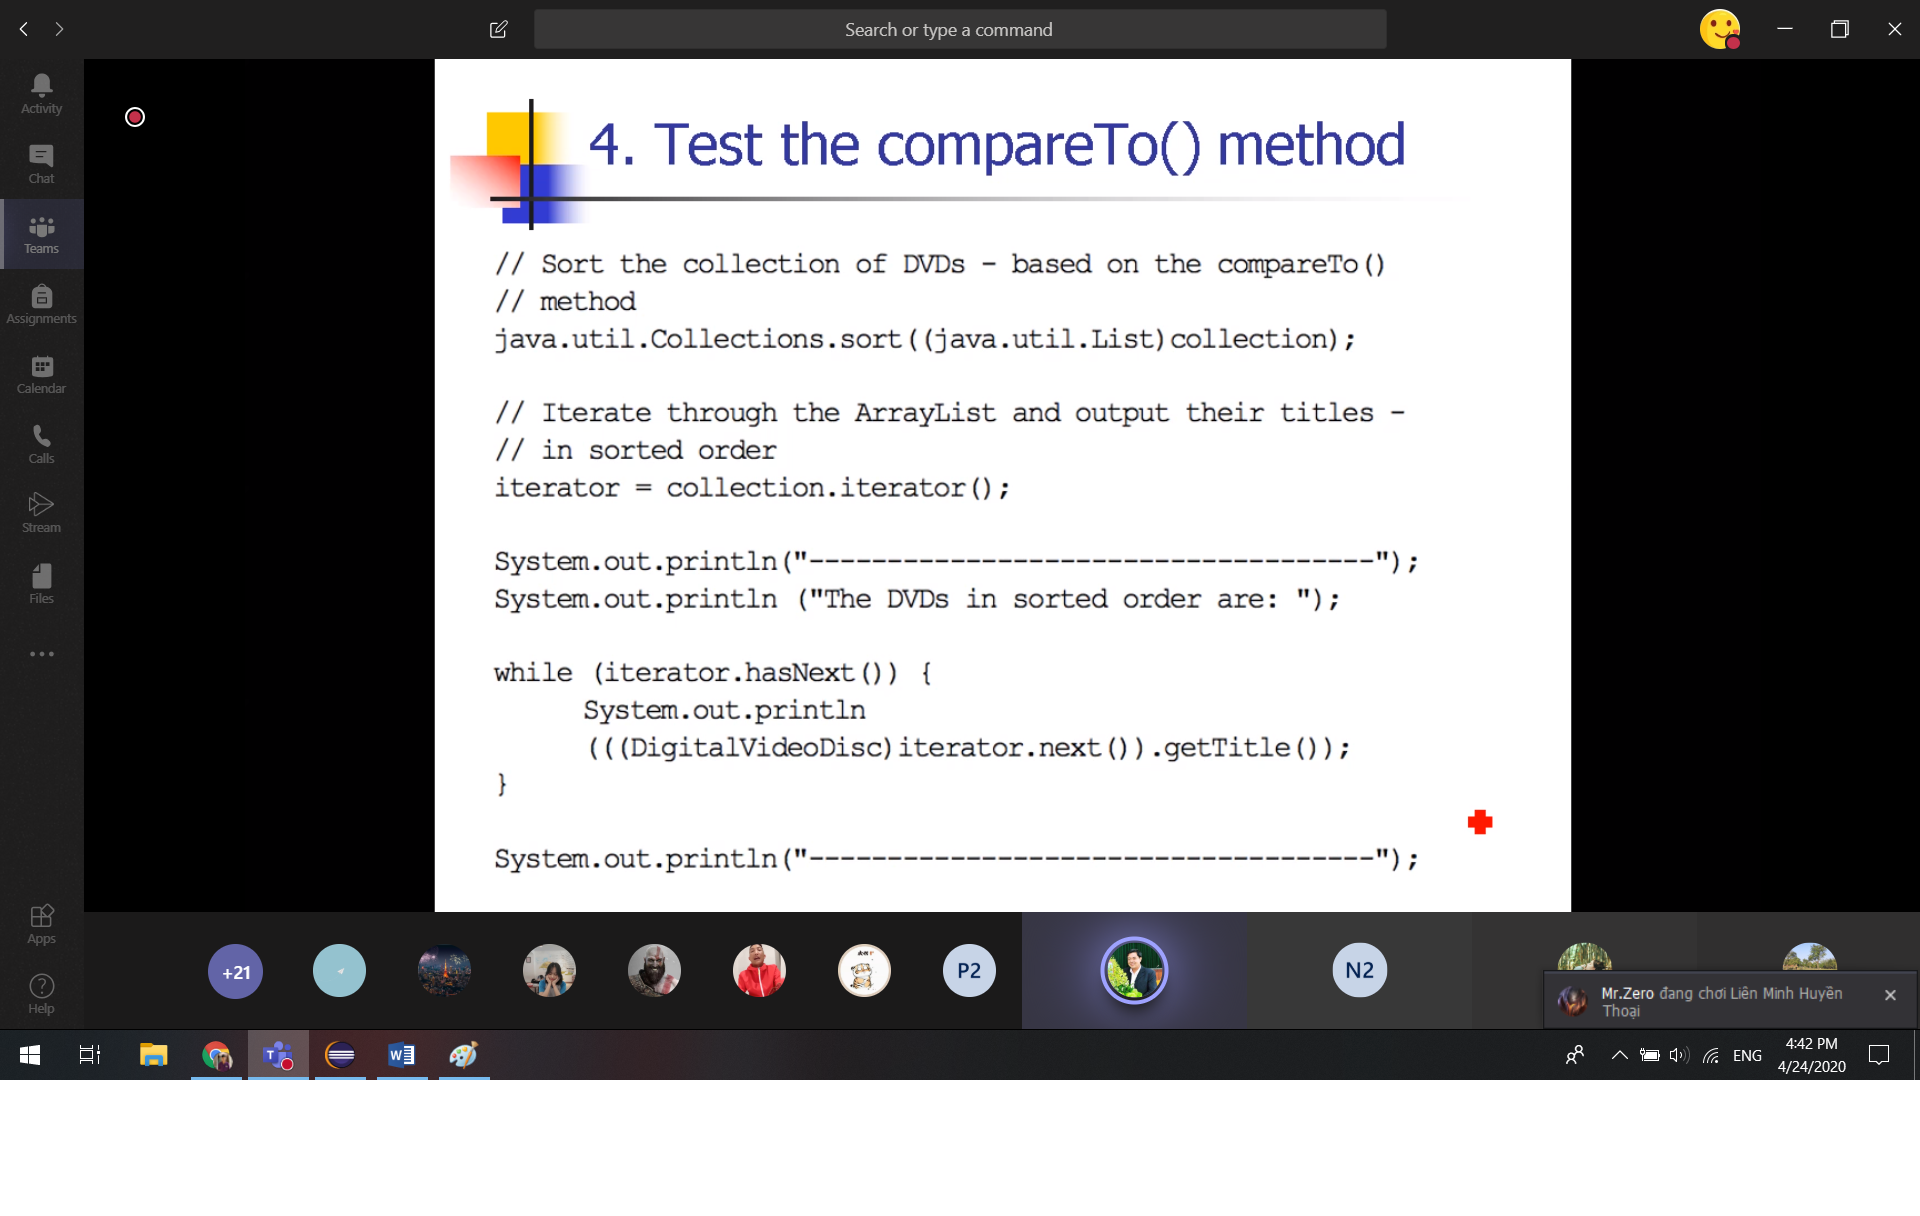 Search or type a command
Activity
Chat
Teams
Assignments
Calendar
Calls
Stream
Files
Apps
Help
4. Test the compareTo() method
// Sort the collection of DVDs - based on the compareTo()
// method
java.util.Collections.sort((java.util.List)collection);
// Iterate through the ArrayList and output their titles -
// in sorted order
iterator = collection.iterator();
System.out.println("------------------------------------");
System.out.println ("The DVDs in sorted order are: ");
while (iterator.hasNext()) {
System.out.println
(((DigitalVideoDisc)iterator.next()).getTitle());
}
System.out.println("------------------------------------");
+21
P2
N2
Mr.Zero đang chơi Liên Minh Huyền
Thoại
ENG
4:42 PM
4/24/2020